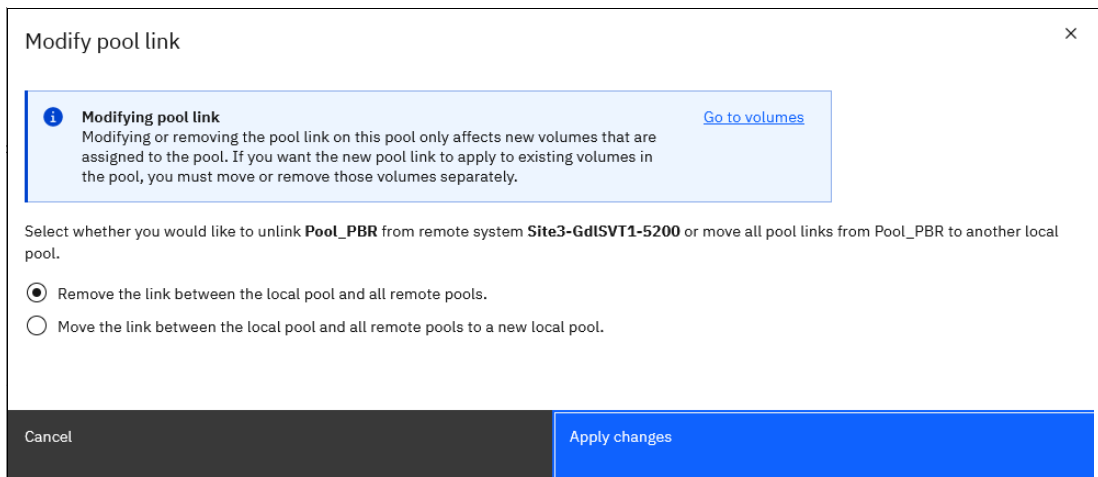 Modify pool link
Modifying pool link
Go to volumes
Modifying or removing the pool link on this pool only affects new volumes that are
assigned to the pool. If you want the new pool link to apply to existing volumes in
the pool, you must move or remove those volumes separately.
Select whether you would like to unlink Pool_PBR from remote system Site3-GdlSVT1-5200 or move all pool links from Pool_PBR to another local
pool.
Remove the link between the local pool and all remote pools.
Move the link between the local pool and all remote pools to a new local pool.
Cancel
Apply changes